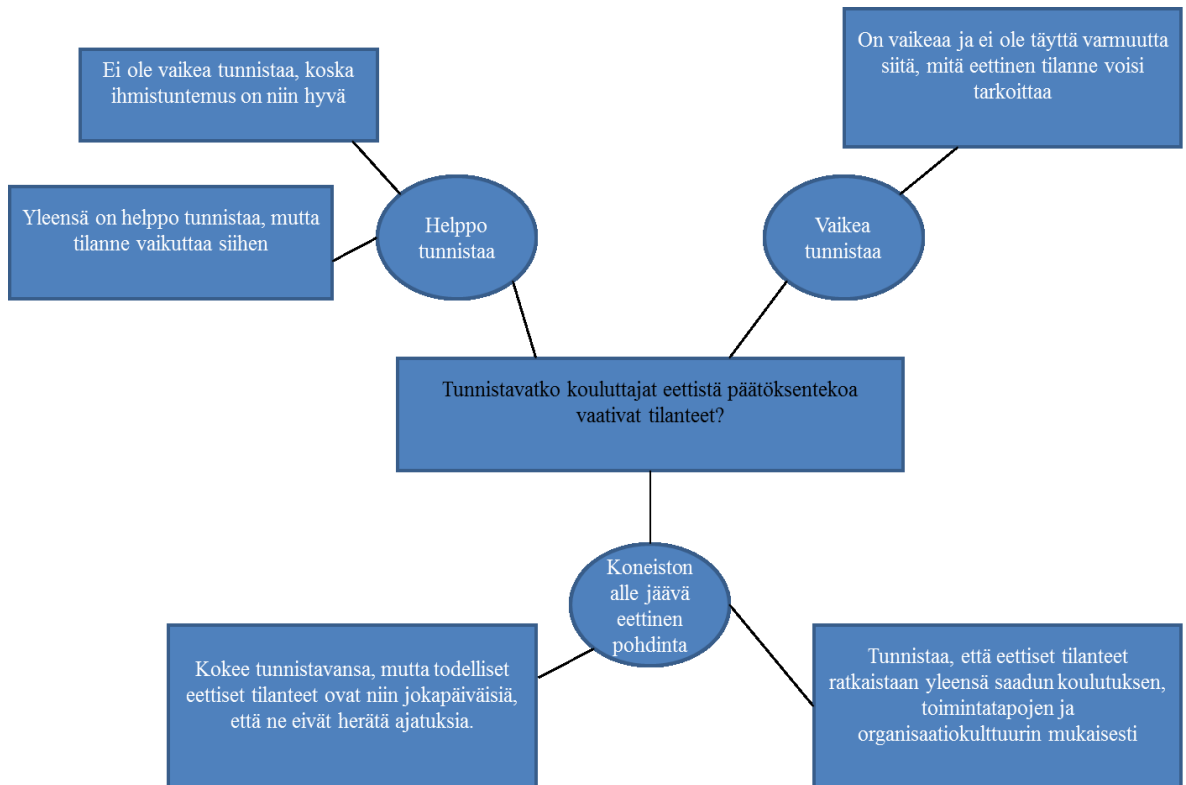 Ei ole vaikea tunnistaa, koska
ihmistuntemus on niin hyvä
On vaikeaa ja ei ole täyttä varmuutta
siitä, mitä eettinen tilanne voisi
tarkoittaa
Yleensä on helppo tunnistaa, mutta
tilanne vaikuttaa siihen
Helppo
tunnistaa
Vaikea
tunnistaa
Tunnistavatko kouluttajat eettistä päätöksentekoa
vaativat tilanteet?
Koneiston
alle jäävä
eettinen
pohdinta
Kokee tunnistavansa, mutta todelliset
eettiset tilanteet ovat niin jokapäiväisiä,
että ne eivät herätä ajatuksia.
Tunnistaa, että eettiset tilanteet
ratkaistaan yleensä saadun koulutuksen,
toimintatapojen ja
organisaatiokulttuurin mukaisesti